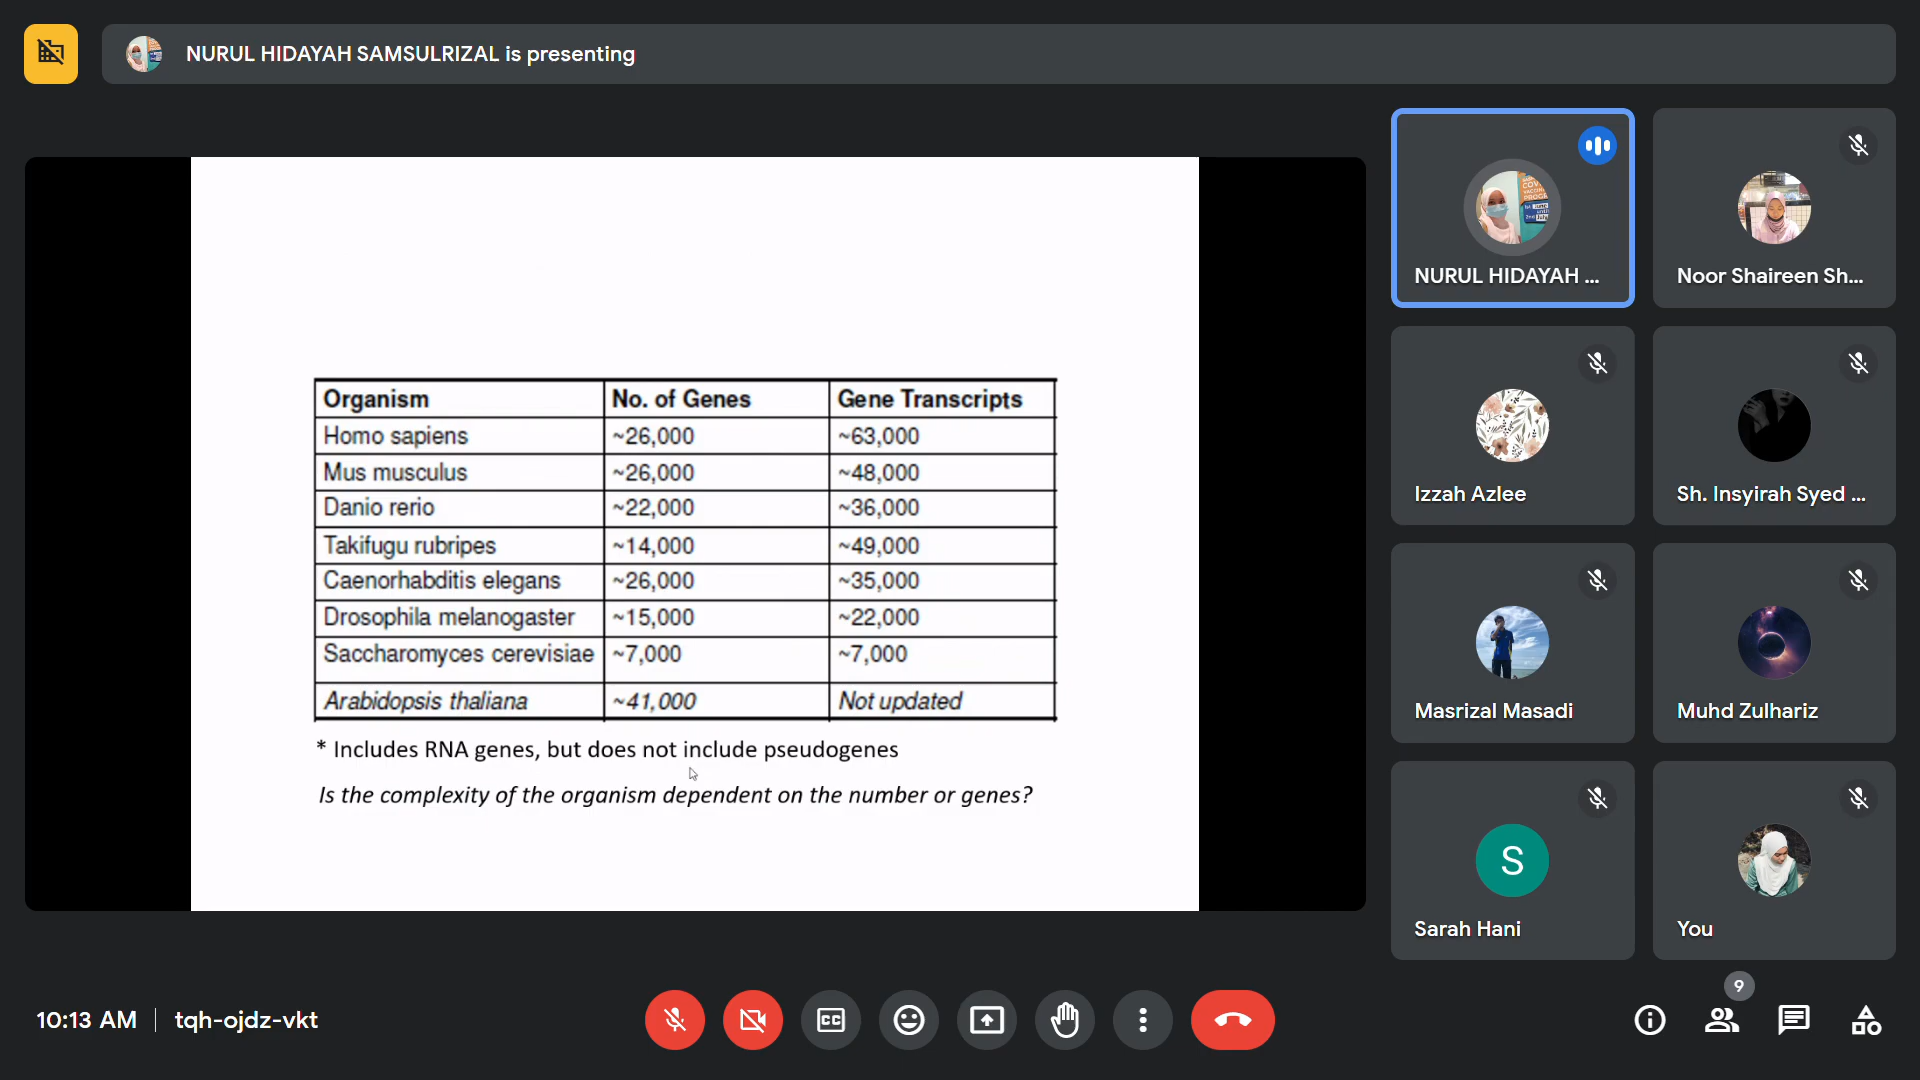 NURUL HIDAYAH SAMSULRIZAL is presenting
Organism No. of Genes Gene Transcripts
Homo sapiens ~26,000 ~63,000
Mus musculus ~26,000 ~48,000
Danio rerio ~22,000 ~36,000
Takifugu rubripes ~14,000 ~49,000
Caenorhabditis elegans ~26,000 ~35,000
Drosophila melanogaster ~15,000 ~22,000
Saccharomyces cerevisiae ~7,000 ~7,000
Arabidopsis thaliana ~41,000 Not updated
* Includes RNA genes, but does not include pseudogenes
Is the complexity of the organism dependent on the number or genes?
NURUL HIDAYAH ...
Noor Shaireen Sh...
Izzah Azlee
Sh. Insyirah Syed ...
Masrizal Masadi
Muhd Zulhariz
S
Sarah Hani
You
10:13 AM | tqh-ojdz-vkt
CC
9